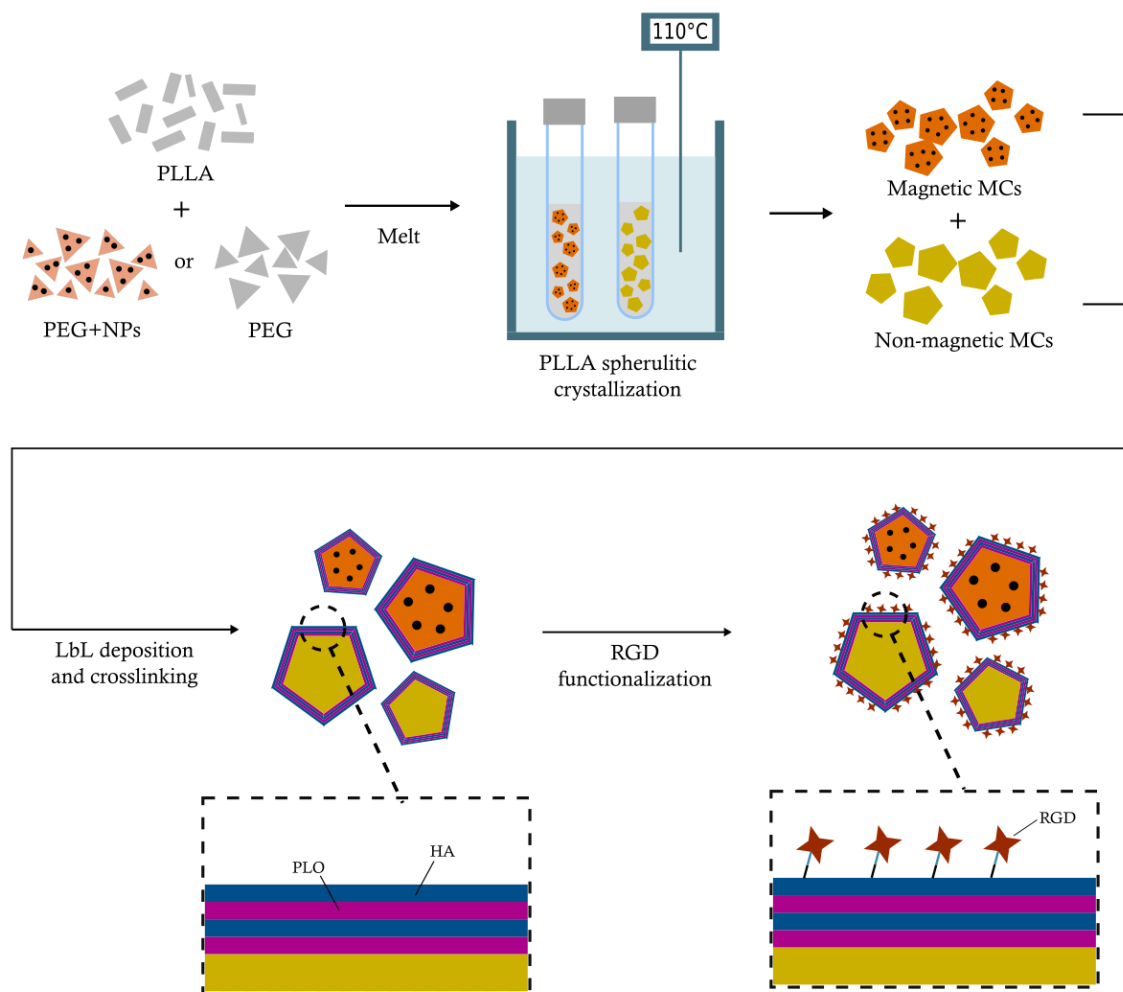 110°C
PLLA
+
PEG+NPs
or
PEG
Melt
PLLA spherulitic
crystallization
Magnetic MCs
+
Non-magnetic MCs
LbL deposition
and crosslinking
RGD
functionalization
PLO
HA
RGD